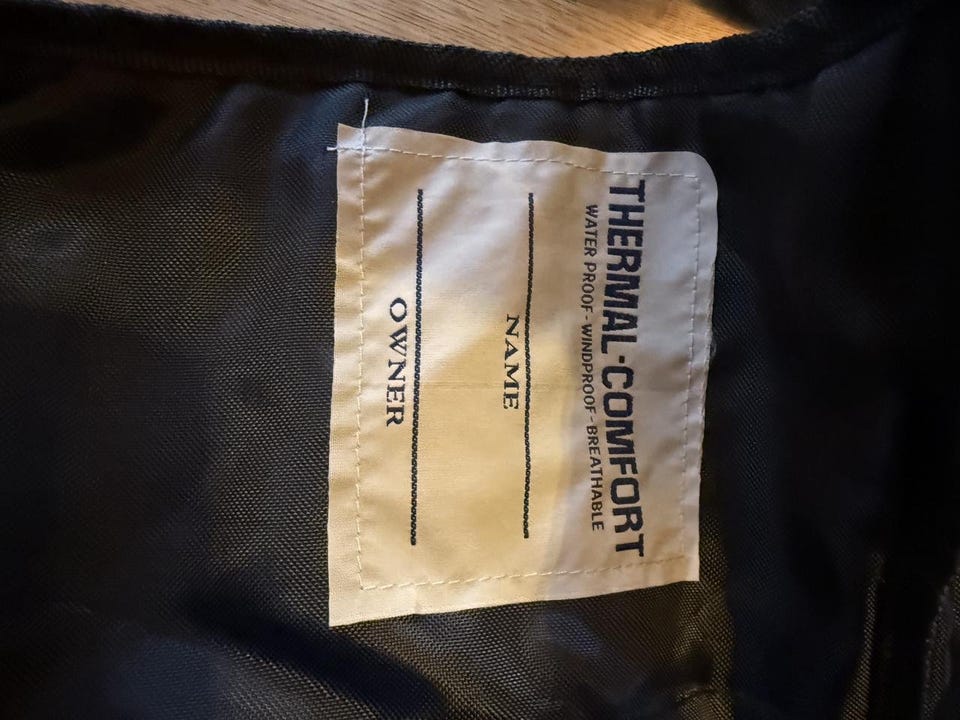 THERMAL-COMFORT
WATER PROOF-WINDPROOF-BREATHABLE
NAME
OWNER